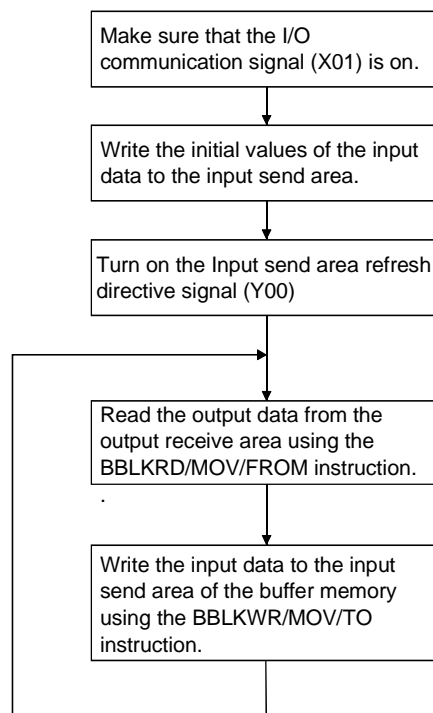 Make sure that the I/O
communication signal (X01) is on.
Write the initial values of the input
data to the input send area.
Turn on the Input send area refresh
directive signal (Y00)
Read the output data from the
output receive area using the
BBLKRD/MOV/FROM instruction.
.
Write the input data to the input
send area of the buffer memory
using the BBLKWR/MOV/TO
instruction.